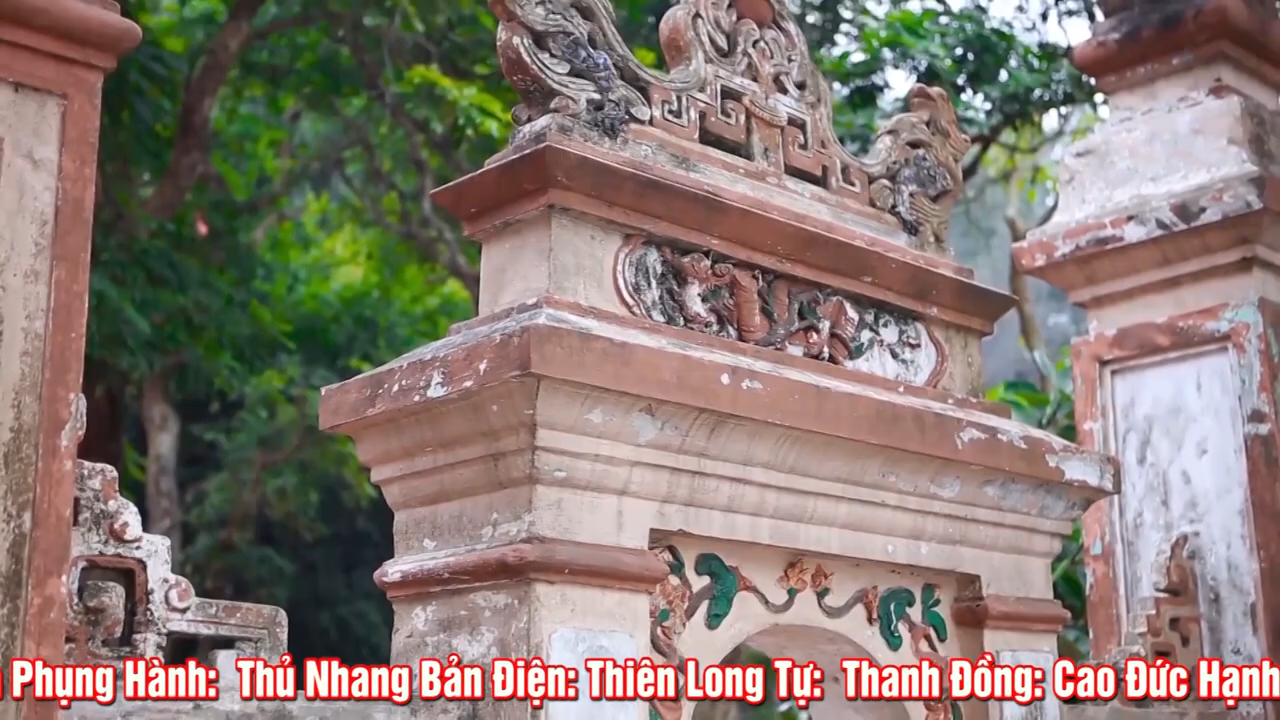 Phụng Hành: Thủ Nhang Bản Điện: Thiên Long Tự: Thanh Đồng: Cao Đức Hạnh